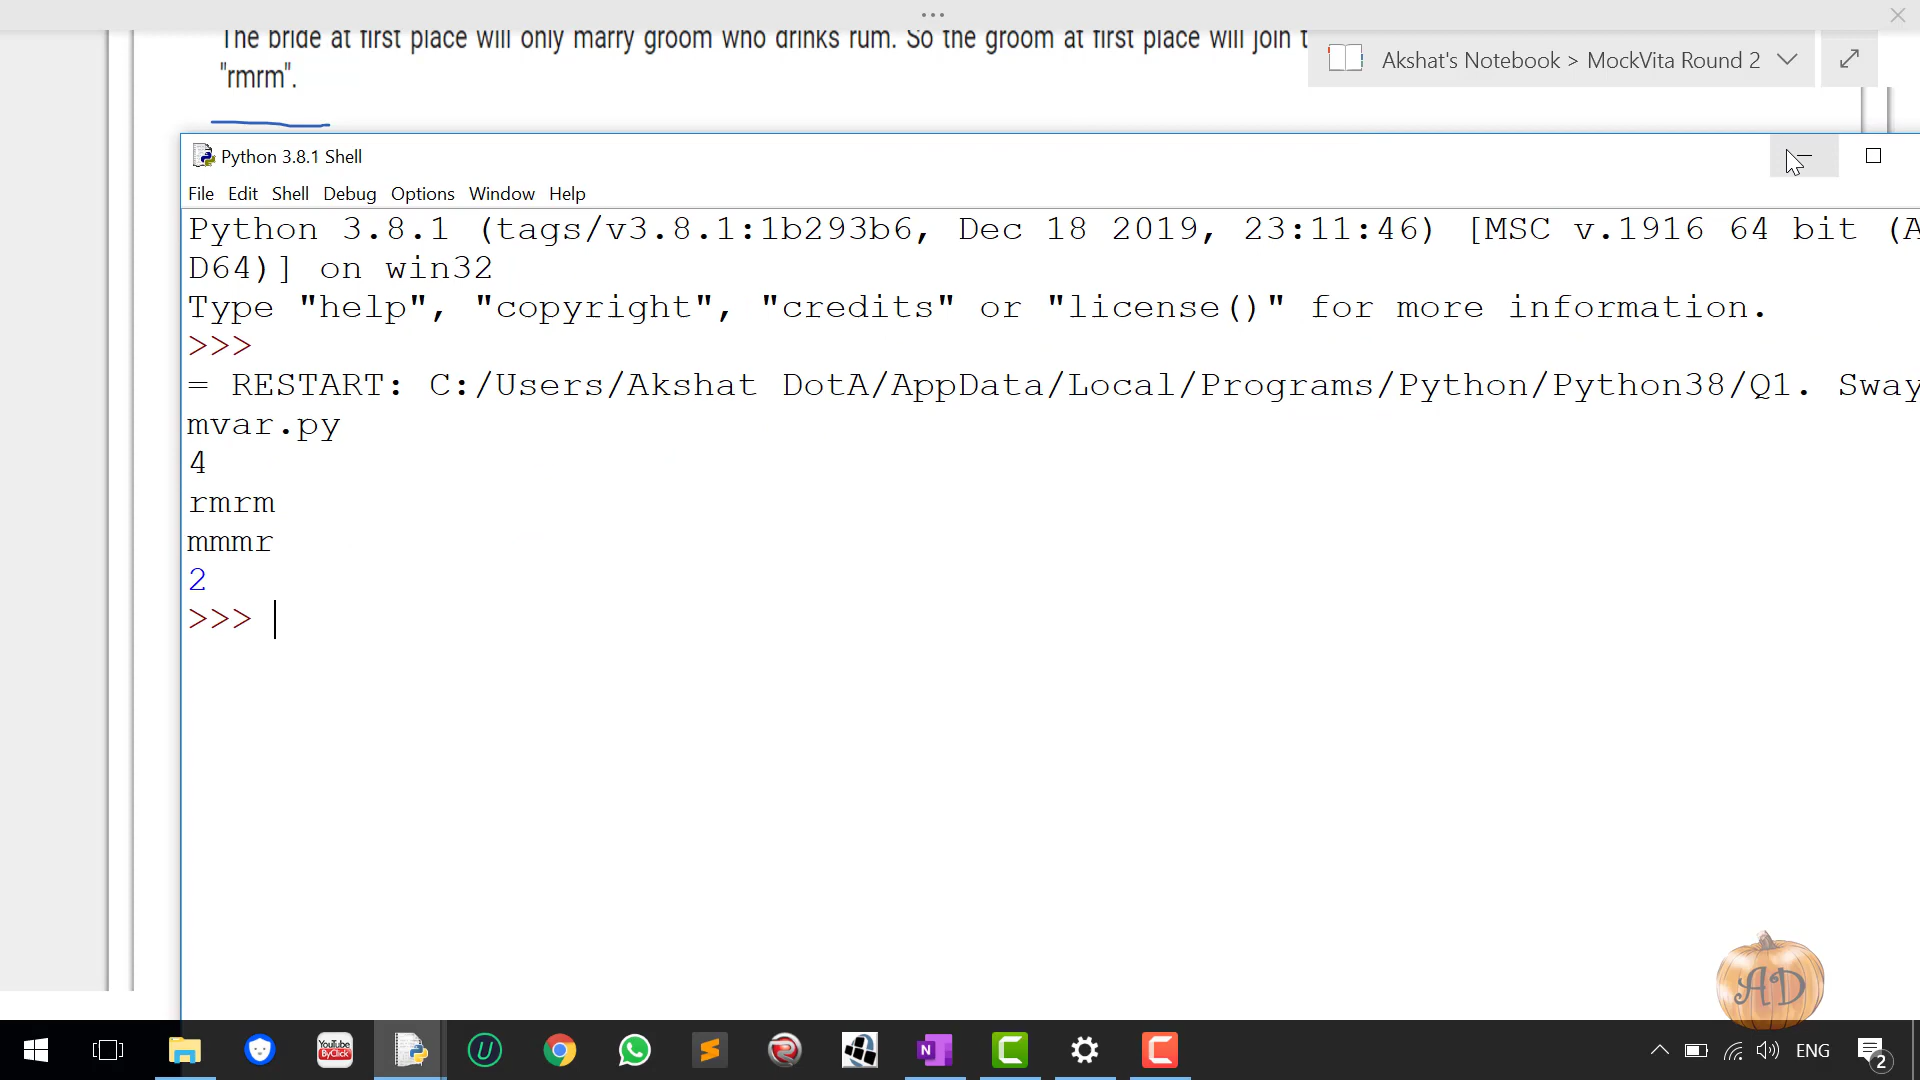 The bride at first place will only marry groom who drinks rum. So the groom at first place will join t
"rmrm".
Akshat's Notebook > MockVita Round 2
Python 3.8.1 Shell
File Edit Shell Debug Options Window Help
Python 3.8.1 (tags/v3.8.1:1b293b6, Dec 18 2019, 23:11:46) [MSC v.1916 64 bit (A
D64)] on win32
Type "help", "copyright", "credits" or "license()" for more information.
>>>
= RESTART: C:/Users/Akshat DotA/AppData/Local/Programs/Python/Python38/Q1. Sway
mvar.py
4
rmrm
mmmr
2
>>>
AD
YouTube
ByClick
N
ENG
2